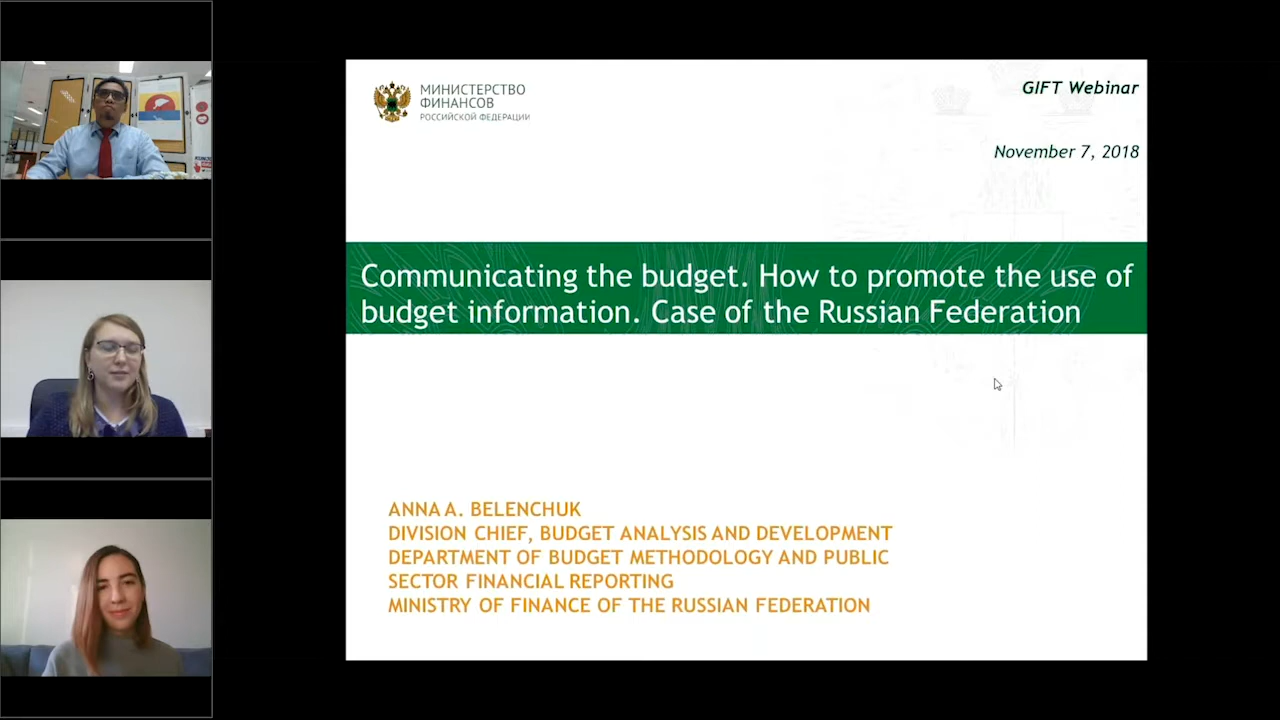 МИНИСТЕРСТВО
ФИНАНСОВ
РОССИЙСКОЙ ФЕДЕРАЦИИ
GIFT Webinar
November 7, 2018
Communicating the budget. How to promote the use of
budget information. Case of the Russian Federation
ANNA A. BELENCHUK
DIVISION CHIEF, BUDGET ANALYSIS AND DEVELOPMENT
DEPARTMENT OF BUDGET METHODOLOGY AND PUBLIC
SECTOR FINANCIAL REPORTING
MINISTRY OF FINANCE OF THE RUSSIAN FEDERATION